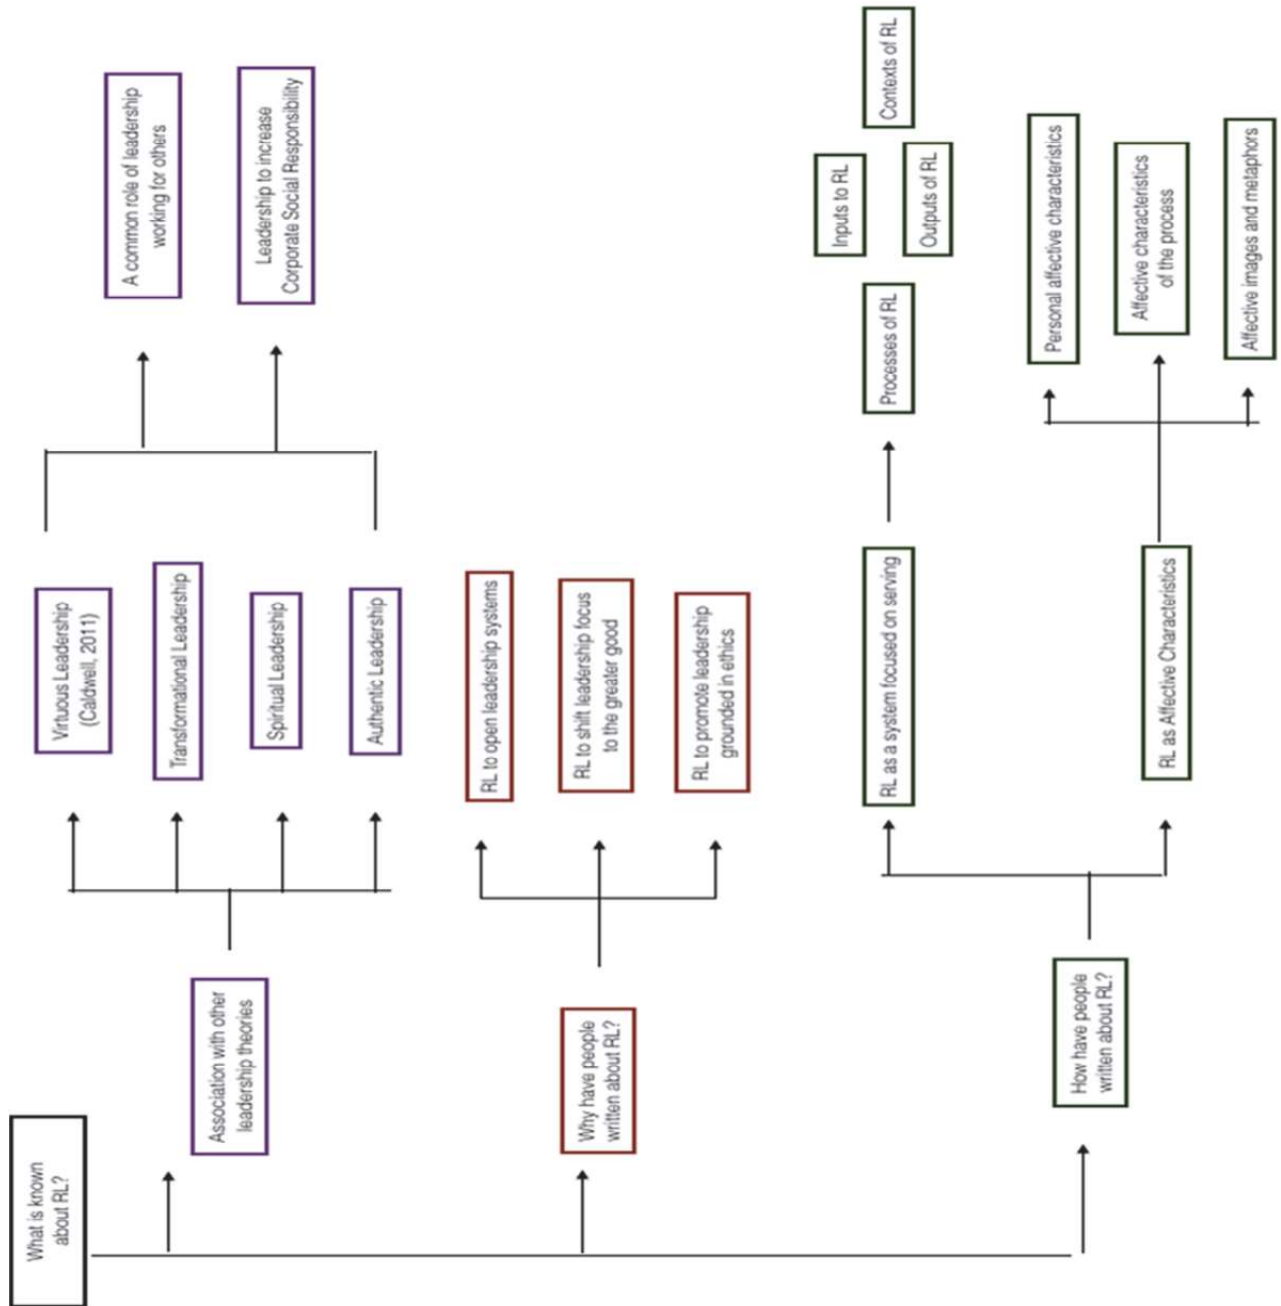 What is known
about RL?
Association with other
leadership theories
Virtuous Leadership
(Caldwell, 2011)
Transformational Leadership
Spiritual Leadership
Authentic Leadership
A common role of leadership
working for others
Leadership to increase
Corporate Social Responsibility
Why have people
written about RL?
RL to open leadership systems
RL to shift leadership focus
to the greater good
RL to promote leadership
grounded in ethics
How have people
written about RL?
RL as a system focused on serving
Processes of RL
Inputs to RL
Outputs of RL
Contexts of RL
RL as Affective Characteristics
Personal affective characteristics
Affective characteristics
of the process
Affective images and metaphors